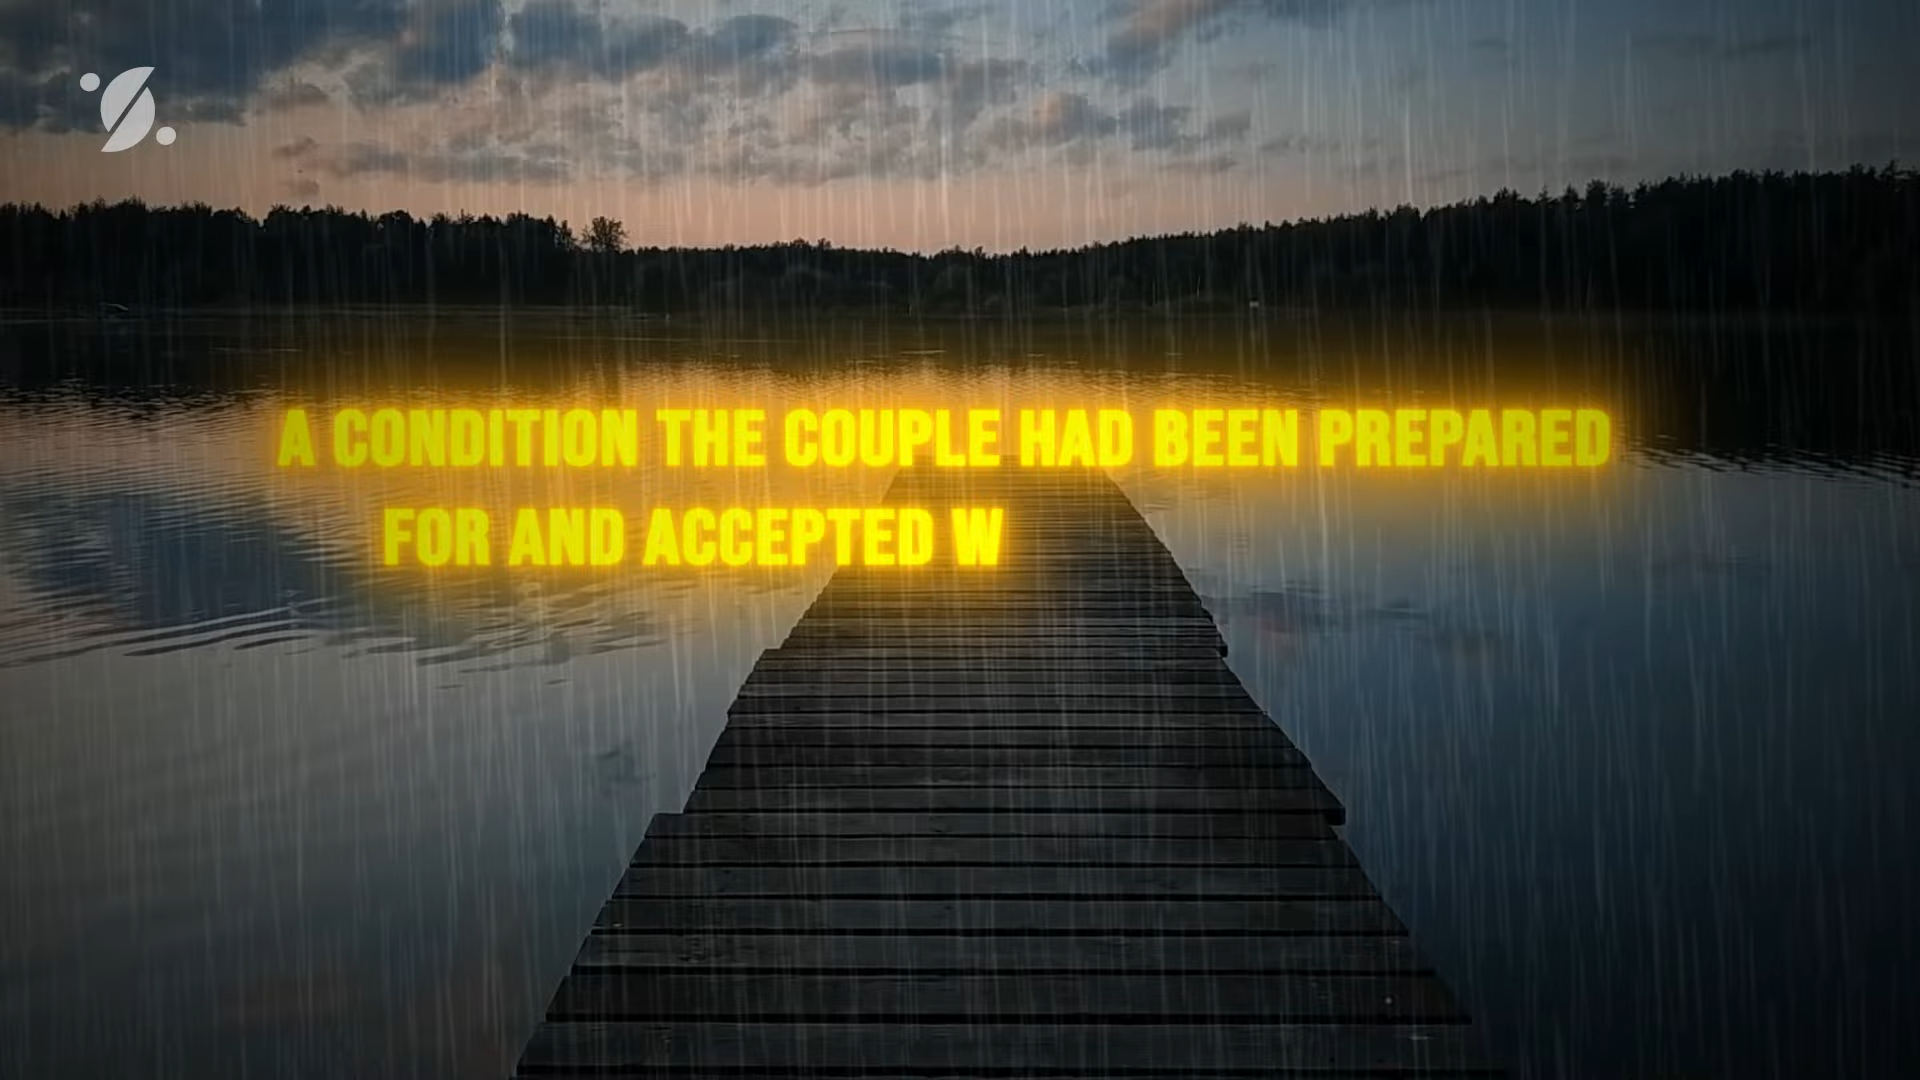 A CONDITION THE COUPLE HAD BEEN PREPARED
FOR AND ACCEPTED W